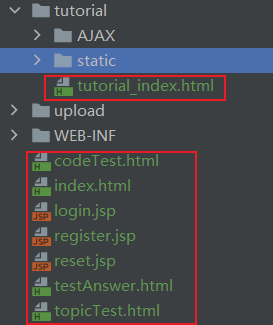 tutorial
AJAX
static
tutorial_index.html
upload
WEB-INF
codeTest.html
index.html
login.jsp
register.jsp
reset.jsp
testAnswer.html
topicTest.html